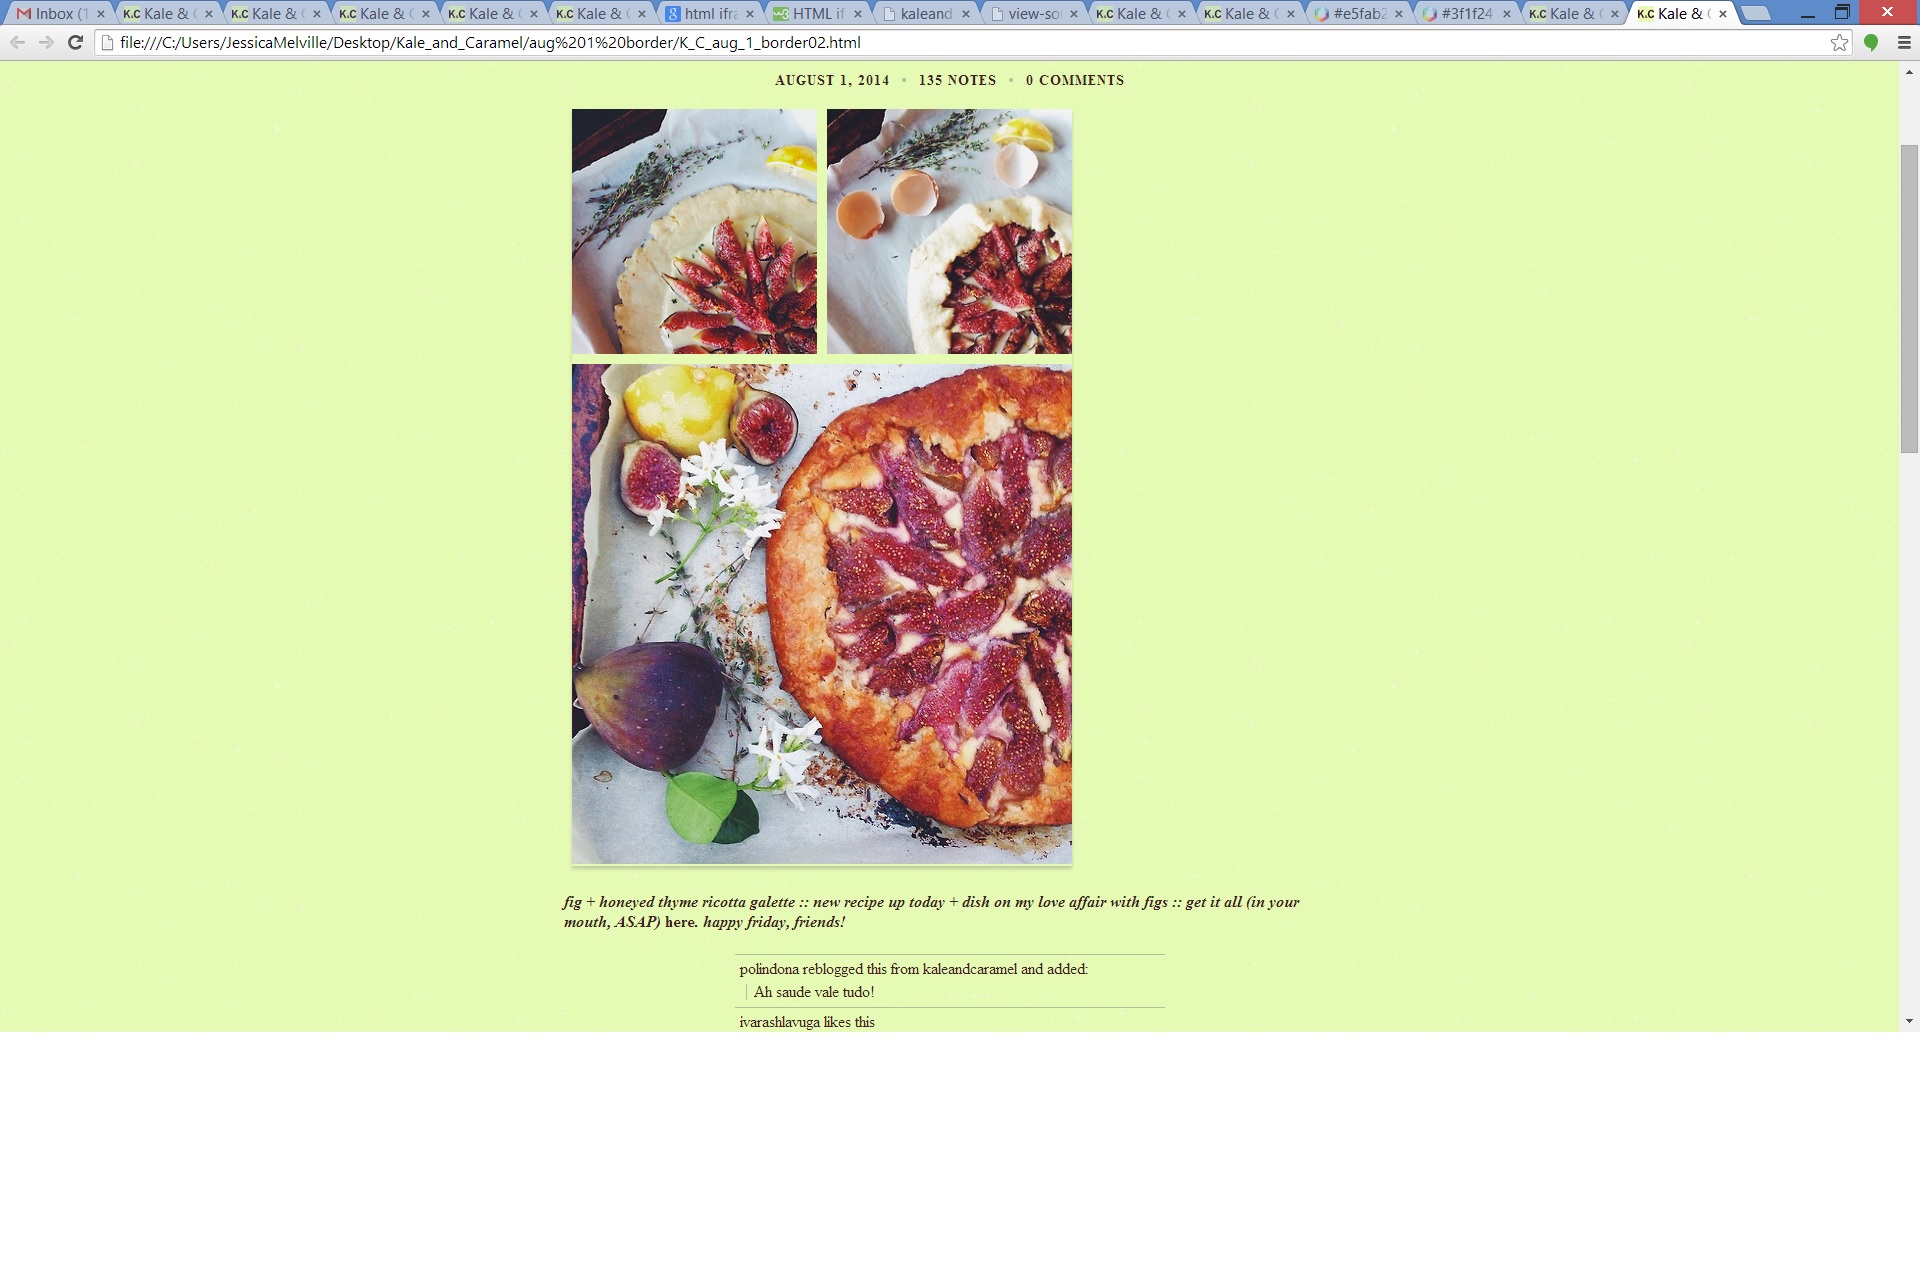 Inbox (1
K.C Kale &
K.C Kale &
K.C Kale &
K.C Kale &
K.C Kale &
html ifra
HTML if
kaleand
view-so
K.C Kale &
K.C Kale &
#e5fab2
#3f1f24
K.C Kale &
K.C Kale &
file:///C:/Users/JessicaMelville/Desktop/Kale_and_Caramel/aug%201%20border/K_C_aug_1_border02.html
AUGUST 1, 2014 • 135 NOTES • 0 COMMENTS
fig + honeyed thyme ricotta galette :: new recipe up today + dish on my love affair with figs :: get it all (in your
mouth, ASAP) here. happy friday, friends!
polindona reblogged this from kaleandcaramel and added:
Ah saude vale tudo!
ivarashlavuga likes this